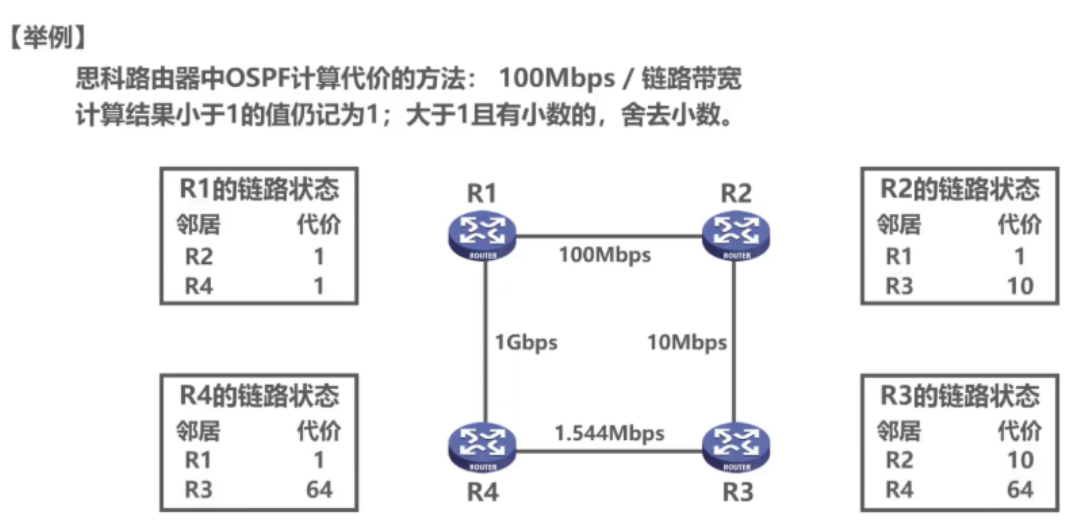 【举例】
思科路由器中OSPF计算代价的方法： 100Mbps / 链路带宽
计算结果小于1的值仍记为1；大于1且有小数的，舍去小数。
R1的链路状态
邻居 代价
R2 1
R4 1
R1
R2
ROUTER
ROUTER
100Mbps
R2的链路状态
邻居 代价
R1 1
R3 10
1Gbps
10Mbps
R4的链路状态
邻居 代价
R1 1
R3 64
1.544Mbps
ROUTER
ROUTER
R4
R3
R3的链路状态
邻居 代价
R2 10
R4 64